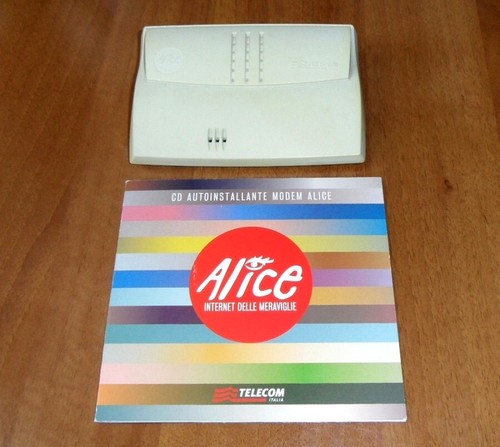 CD AUTOINSTALLANTE MODEM ALICE
Alice
INTERNET DELLE MERAVIGLIE
TELECOM
ITALIA